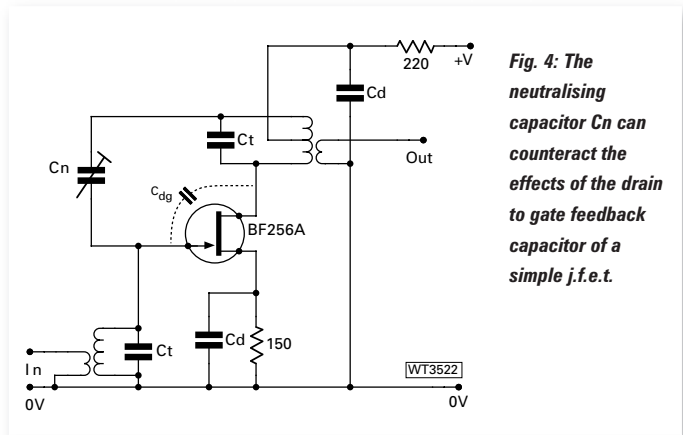 220
+V
Cd
Ct
Out
Cn
Cdg
BF256A
Cd
150
Ct
In
0V
WT3522
0V
Fig. 4: The
neutralising
capacitor Cn can
counteract the
effects of the drain
to gate feedback
capacitor of a
simple j.f.e.t.